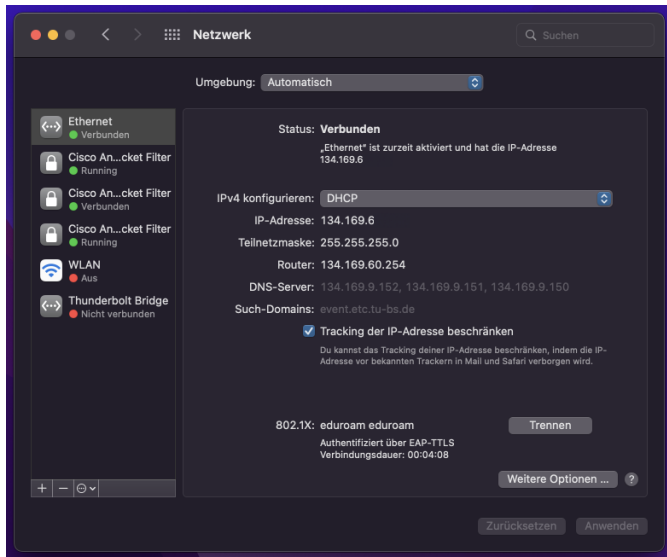 Netzwerk
Suchen
Umgebung: Automatisch
Ethernet
Verbunden
Cisco An...cket Filter
Running
Cisco An...cket Filter
Verbunden
Cisco An...cket Filter
Running
WLAN
Aus
Thunderbolt Bridge
Nicht verbunden
Status: Verbunden
„Ethernet“ ist zurzeit aktiviert und hat die IP-Adresse
134.169.6
IPv4 konfigurieren: DHCP
IP-Adresse: 134.169.6
Teilnetzmaske: 255.255.255.0
Router: 134.169.60.254
DNS-Server: 134.169.9.152, 134.169.9.151, 134.169.9.150
Such-Domains: event.etc.tu-bs.de
Tracking der IP-Adresse beschränken
Du kannst das Tracking deiner IP-Adresse beschränken, indem die IP-
Adresse vor bekannten Trackern in Mail und Safari verborgen wird.
802.1X: eduroam eduroam
Trennen
Authentifiziert über EAP-TTLS
Verbindungsdauer: 00:04:08
Weitere Optionen ...
?
Zurücksetzen
Anwenden